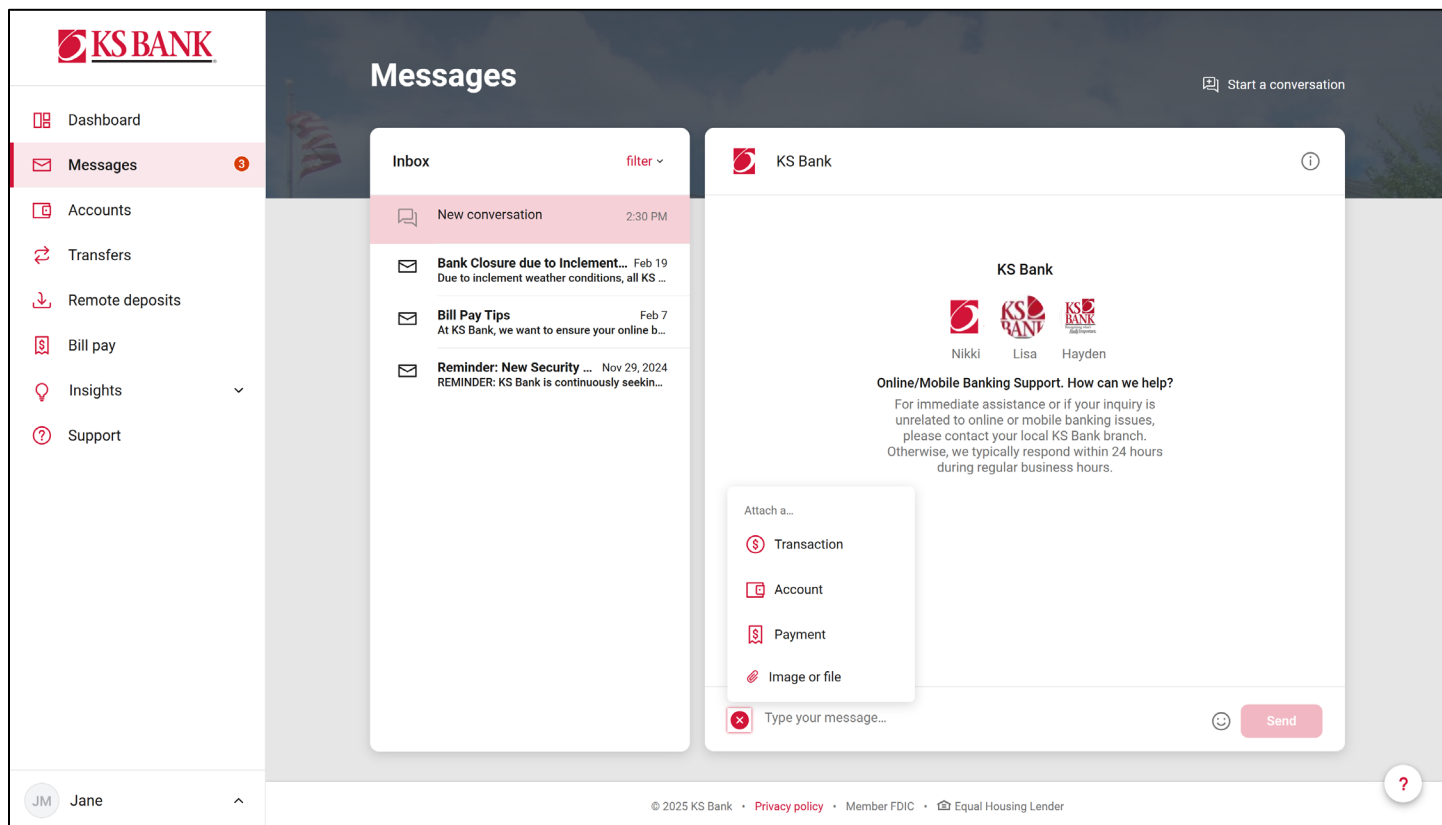 KS BANK
Dashboard
Messages 3
Accounts
Transfers
Remote deposits
Bill pay
Insights
Support
JM Jane
Messages
Start a conversation
Inbox filter
New conversation 2:30 PM
Bank Closure due to Inclement... Feb 19
Due to inclement weather conditions, all KS ...
Bill Pay Tips Feb 7
At KS Bank, we want to ensure your online b...
Reminder: New Security ... Nov 29, 2024
REMINDER: KS Bank is continuously seekin...
KS Bank
KS Bank
KS BANK
KS BANK
Nikki Lisa Hayden
Online/Mobile Banking Support. How can we help?
For immediate assistance or if your inquiry is
unrelated to online or mobile banking issues,
please contact your local KS Bank branch.
Otherwise, we typically respond within 24 hours
during regular business hours.
Attach a...
Transaction
Account
Payment
Image or file
Type your message...
Send
?
© 2025 KS Bank • Privacy policy • Member FDIC • Equal Housing Lender